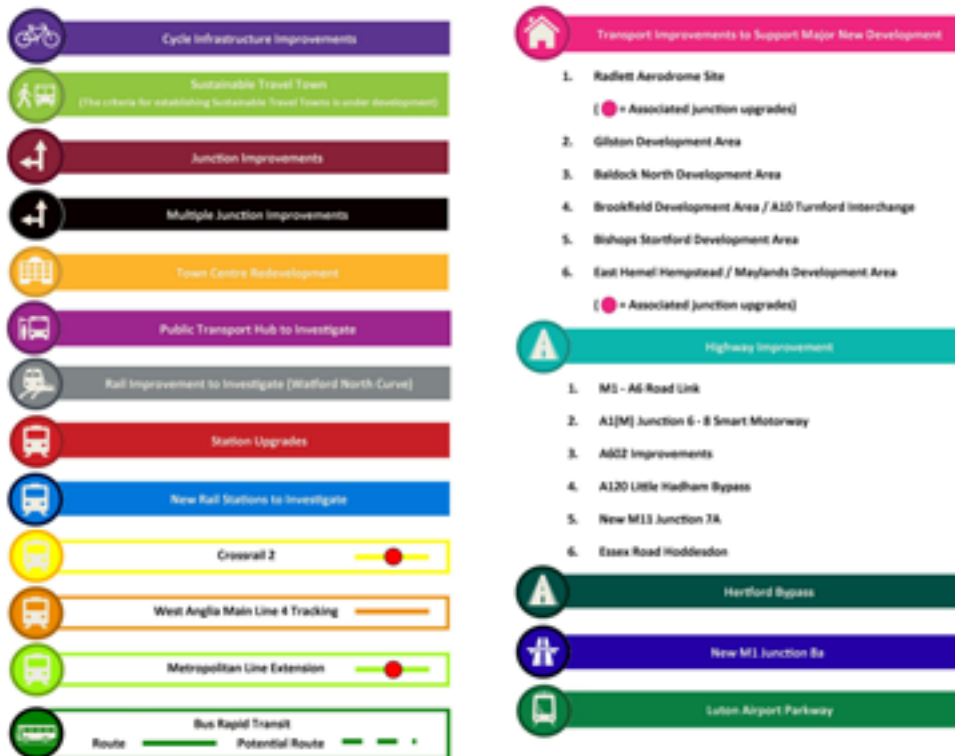 Cycle Infrastructure Improvements
Sustainable Travel Town
(The criteria for establishing Sustainable Travel Towns is under development)
Junction Improvements
Multiple Junction Improvements
Town Centre Redevelopment
Public Transport Hub to Investigate
Rail Improvement to Investigate (Watford North Curve)
Station Upgrades
New Rail Stations to Investigate
Crossrail 2
West Anglia Main Line 4 Tracking
Metropolitan Line Extension
Bus Rapid Transit
Route Potential Route
Transport Improvements to Support Major New Development
1. Radlett Aerodrome Site
( = Associated junction upgrades)
2. Gilston Development Area
3. Baldock North Development Area
4. Brookfield Development Area / A10 Turnford Interchange
5. Bishops Stortford Development Area
6. East Hemel Hempstead / Maylands Development Area
( = Associated junction upgrades)
Highway Improvement
1. M1 - A6 Road Link
2. A1(M) Junction 6 - 8 Smart Motorway
3. A602 Improvements
4. A120 Little Hadham Bypass
5. New M11 Junction 7A
6. Essex Road Hoddesdon
Hertford Bypass
New M1 Junction 8a
Luton Airport Parkway